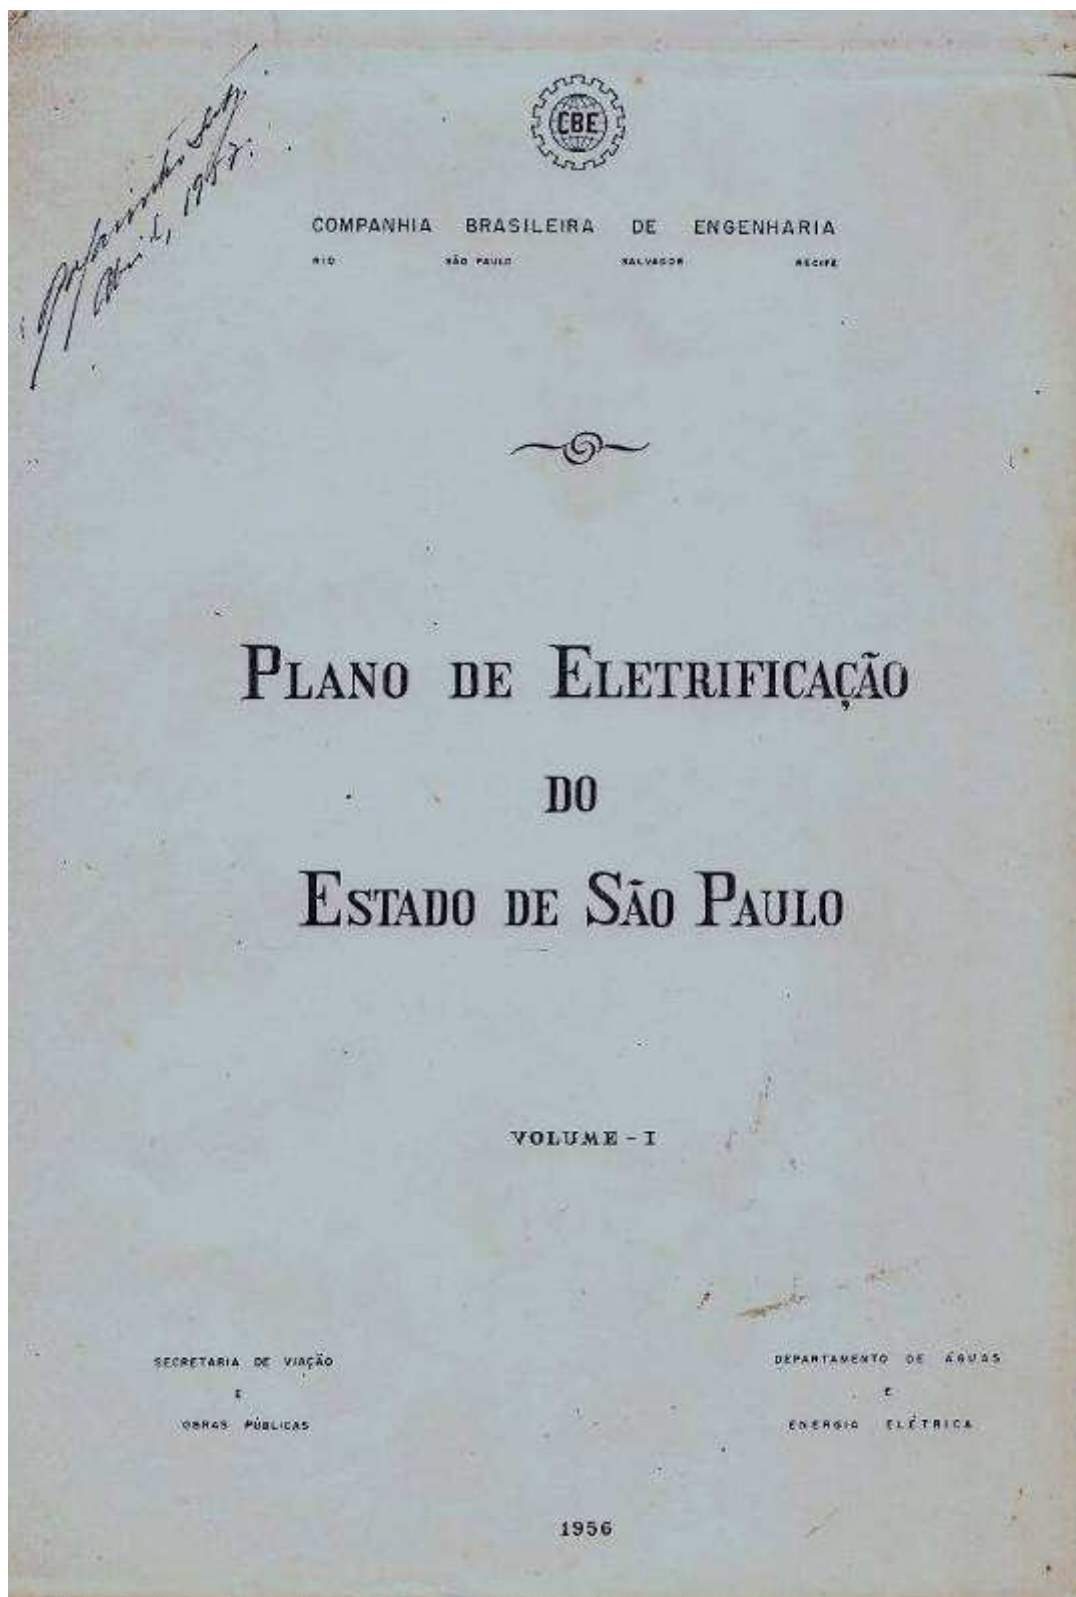 CBE
COMPANHIA BRASILEIRA DE ENGENHARIA
RIO SÃO PAULO SALVADOR RECIFE
PLANO DE ELETRIFICAÇÃO
DO
ESTADO DE SÃO PAULO
VOLUME - I
SECRETARIA DE VIAÇÃO
E
OBRAS PÚBLICAS
DEPARTAMENTO DE ÁGUAS
E
ENERGIA ELÉTRICA
1956